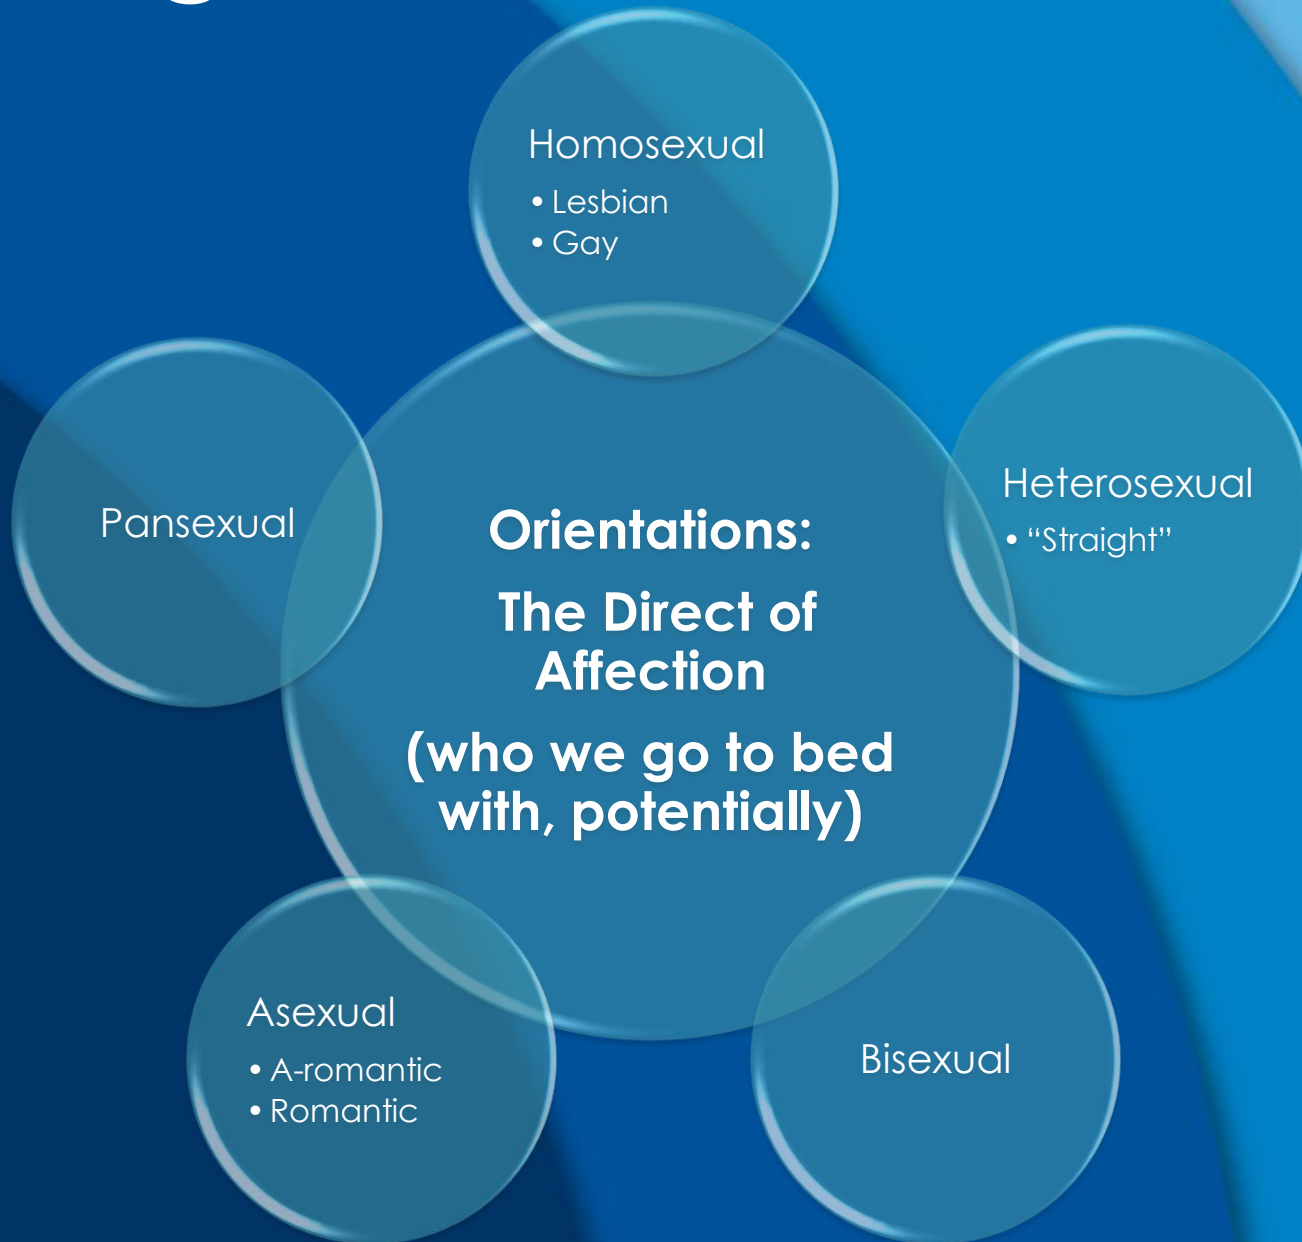 Homosexual
• Lesbian
• Gay
Heterosexual
• “Straight”
Pansexual
Orientations:
The Direct of
Affection
(who we go to bed
with, potentially)
Asexual
• A-romantic
• Romantic
Bisexual